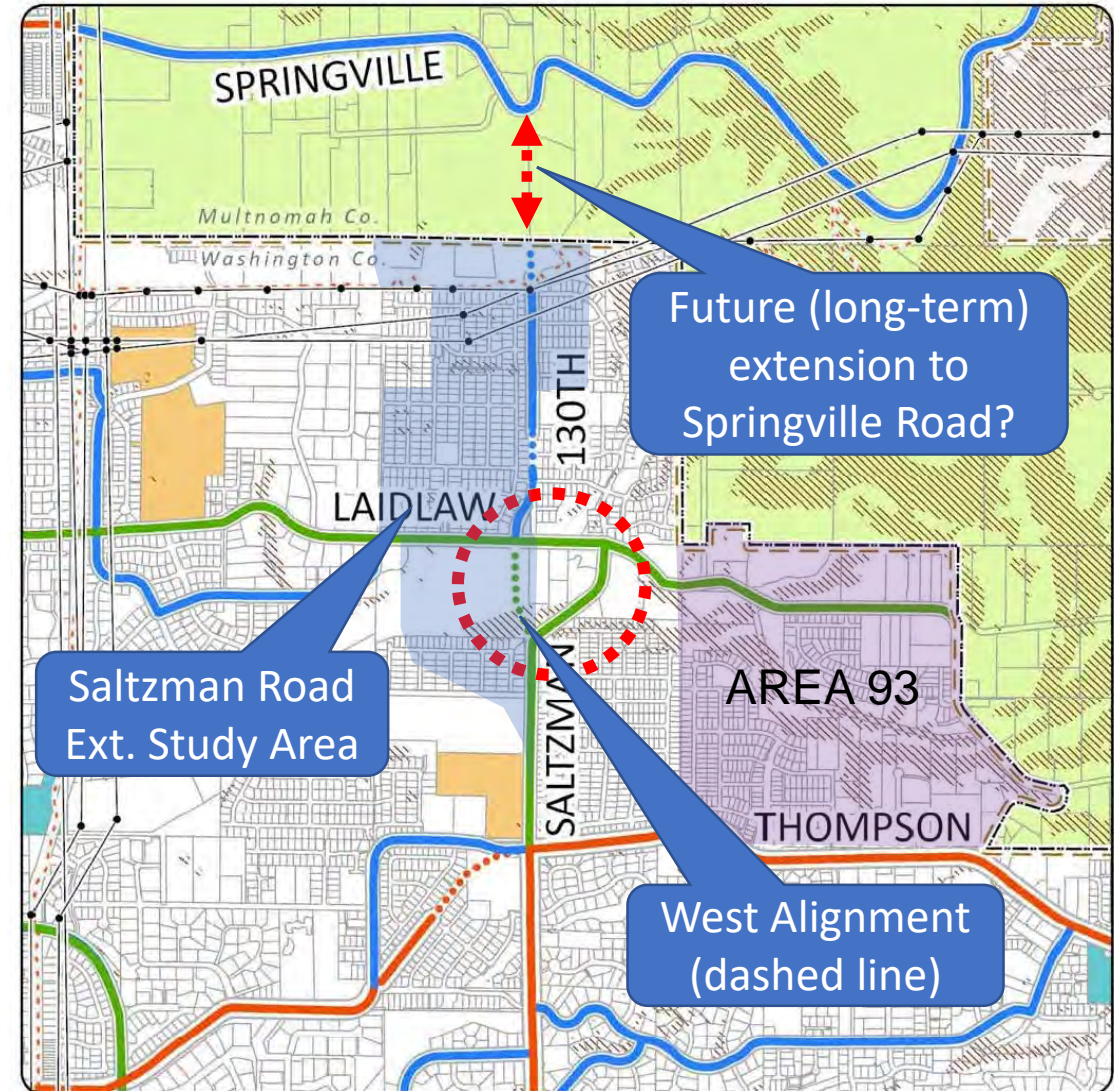 SPRINGVILLE
Multnomah Co.
Washington Co.
Future (long-term)
extension to
Springville Road?
130TH
LAIDLAW
Saltzman Road
Ext. Study Area
SALTZMAN
AREA 93
THOMPSON
West Alignment
(dashed line)